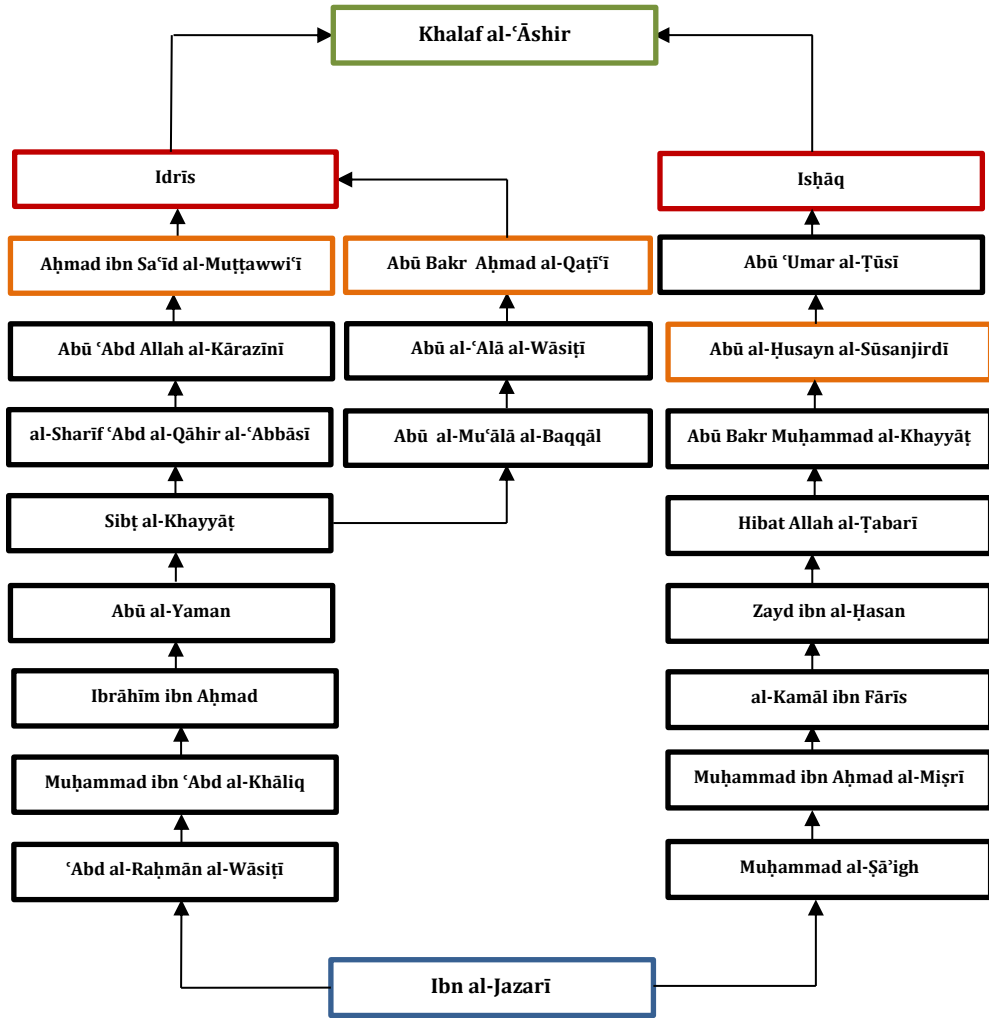 Khalaf al-ʿĀshir
Idrīs
Isḥāq
Aḥmad ibn Saʿīd al-Muṭṭawwiʿī
Abū Bakr Aḥmad al-Qaṭīʿī
Abū ʿUmar al-Ṭūsī
Abū ʿAbd Allah al-Kārazīnī
Abū al-ʿAlā al-Wāsiṭī
Abū al-Ḥusayn al-Sūsanjirdī
al-Sharīf ʿAbd al-Qāhir al-ʿAbbāsī
Abū al-Muʿālā al-Baqqāl
Abū Bakr Muḥammad al-Khayyāṭ
Sibṭ al-Khayyāṭ
Hibat Allah al-Ṭabarī
Abū al-Yaman
Zayd ibn al-Ḥasan
Ibrāhīm ibn Aḥmad
al-Kamāl ibn Fārīs
Muḥammad ibn ʿAbd al-Khāliq
Muḥammad ibn Aḥmad al-Miṣrī
ʿAbd al-Raḥmān al-Wāsiṭī
Muḥammad al-Ṣāʾigh
Ibn al-Jazarī